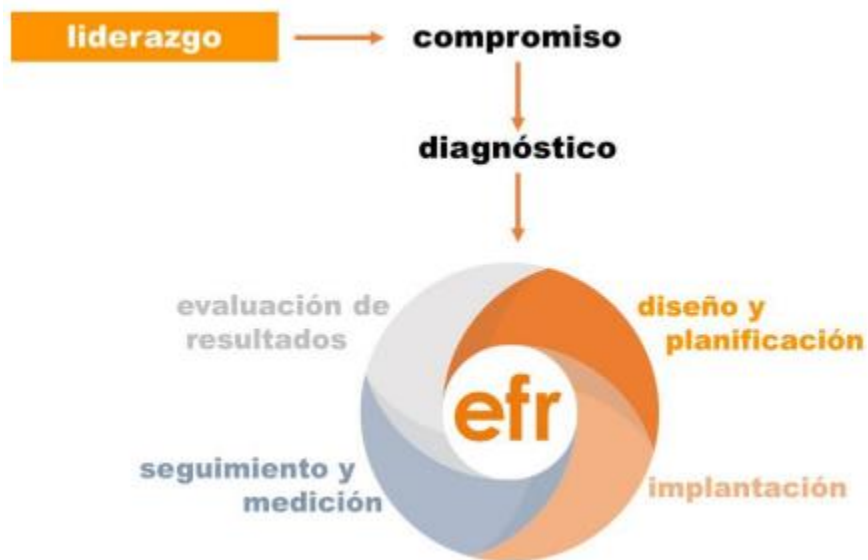 liderazgo
compromiso
diagnóstico
evaluación de
resultados
diseño y
planificación
efr
seguimiento y
medición
implantación